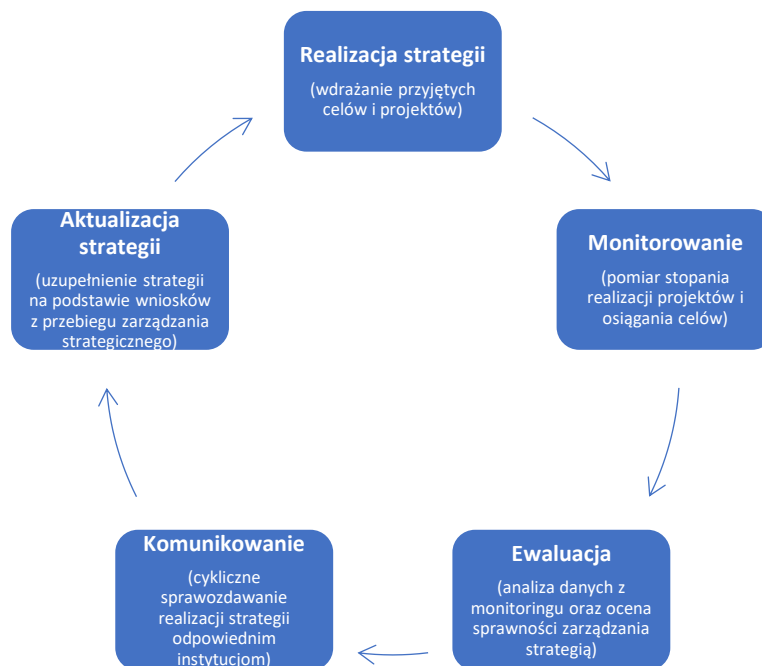 Realizacja strategii
(wdrażanie przyjętych
celów i projektów)
Monitorowanie
(pomiar stopania
realizacji projektów i
osiągania celów)
Ewaluacja
(analiza danych z
monitoringu oraz ocena
sprawności zarządzania
strategią)
Komunikowanie
(cykliczne
sprawozdawanie
realizacji strategii
odpowiednim
instytucjom)
Aktualizacja
strategii
(uzupełnienie strategii
na podstawie wniosków
z przebiegu zarządzania
strategicznego)